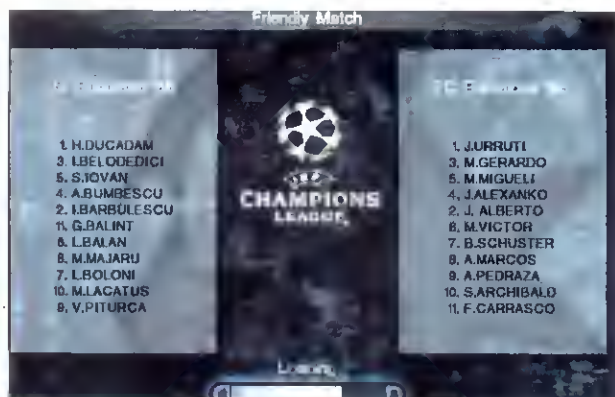 Friendly Match
1. H.DUCADAM
3. I.BELODEDICI
5. S.IOVAN
4. A.BUMBESCU
2. I.BARBULESCU
11. G.BALINT
6. L.BALAN
8. M.MAJARU
7. L.BOLONI
10. M.LACATUS
9. V.PITURCA
CHAMPIONS
LEAGUE
1. J.URRUTI
3. M.GERARDO
5. M.MIGUELI
4. J.ALEXANKO
2. J. ALBERTO
6. M.VICTOR
7. B.SCHUSTER
8. A.MARCOS
9. A.PEDRAZA
10. S.ARCHIBALD
11. F.CARRASCO
Loading